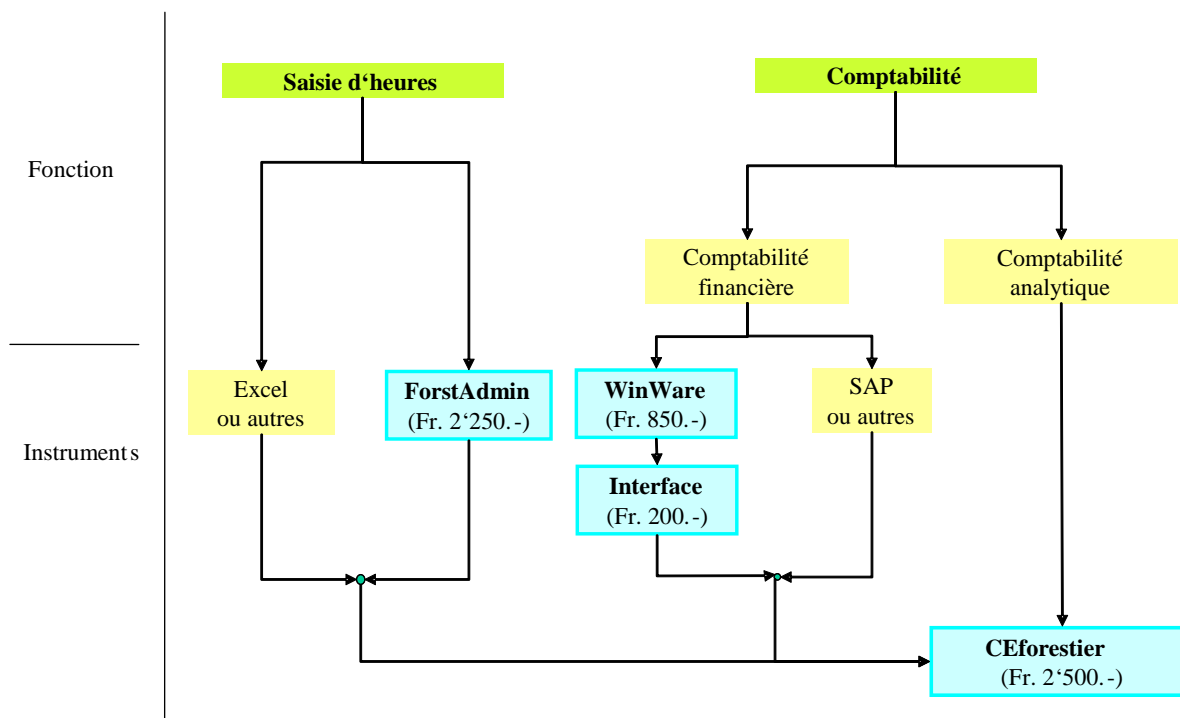 Saisie d‘heures
Comptabilité
Fonction
Comptabilité
financière
Comptabilité
analytique
Excel
ou autres
ForstAdmin
(Fr. 2‘250.-)
WinWare
(Fr. 850.-)
SAP
ou autres
Instruments
Interface
(Fr. 200.-)
CEforestier
(Fr. 2‘500.-)